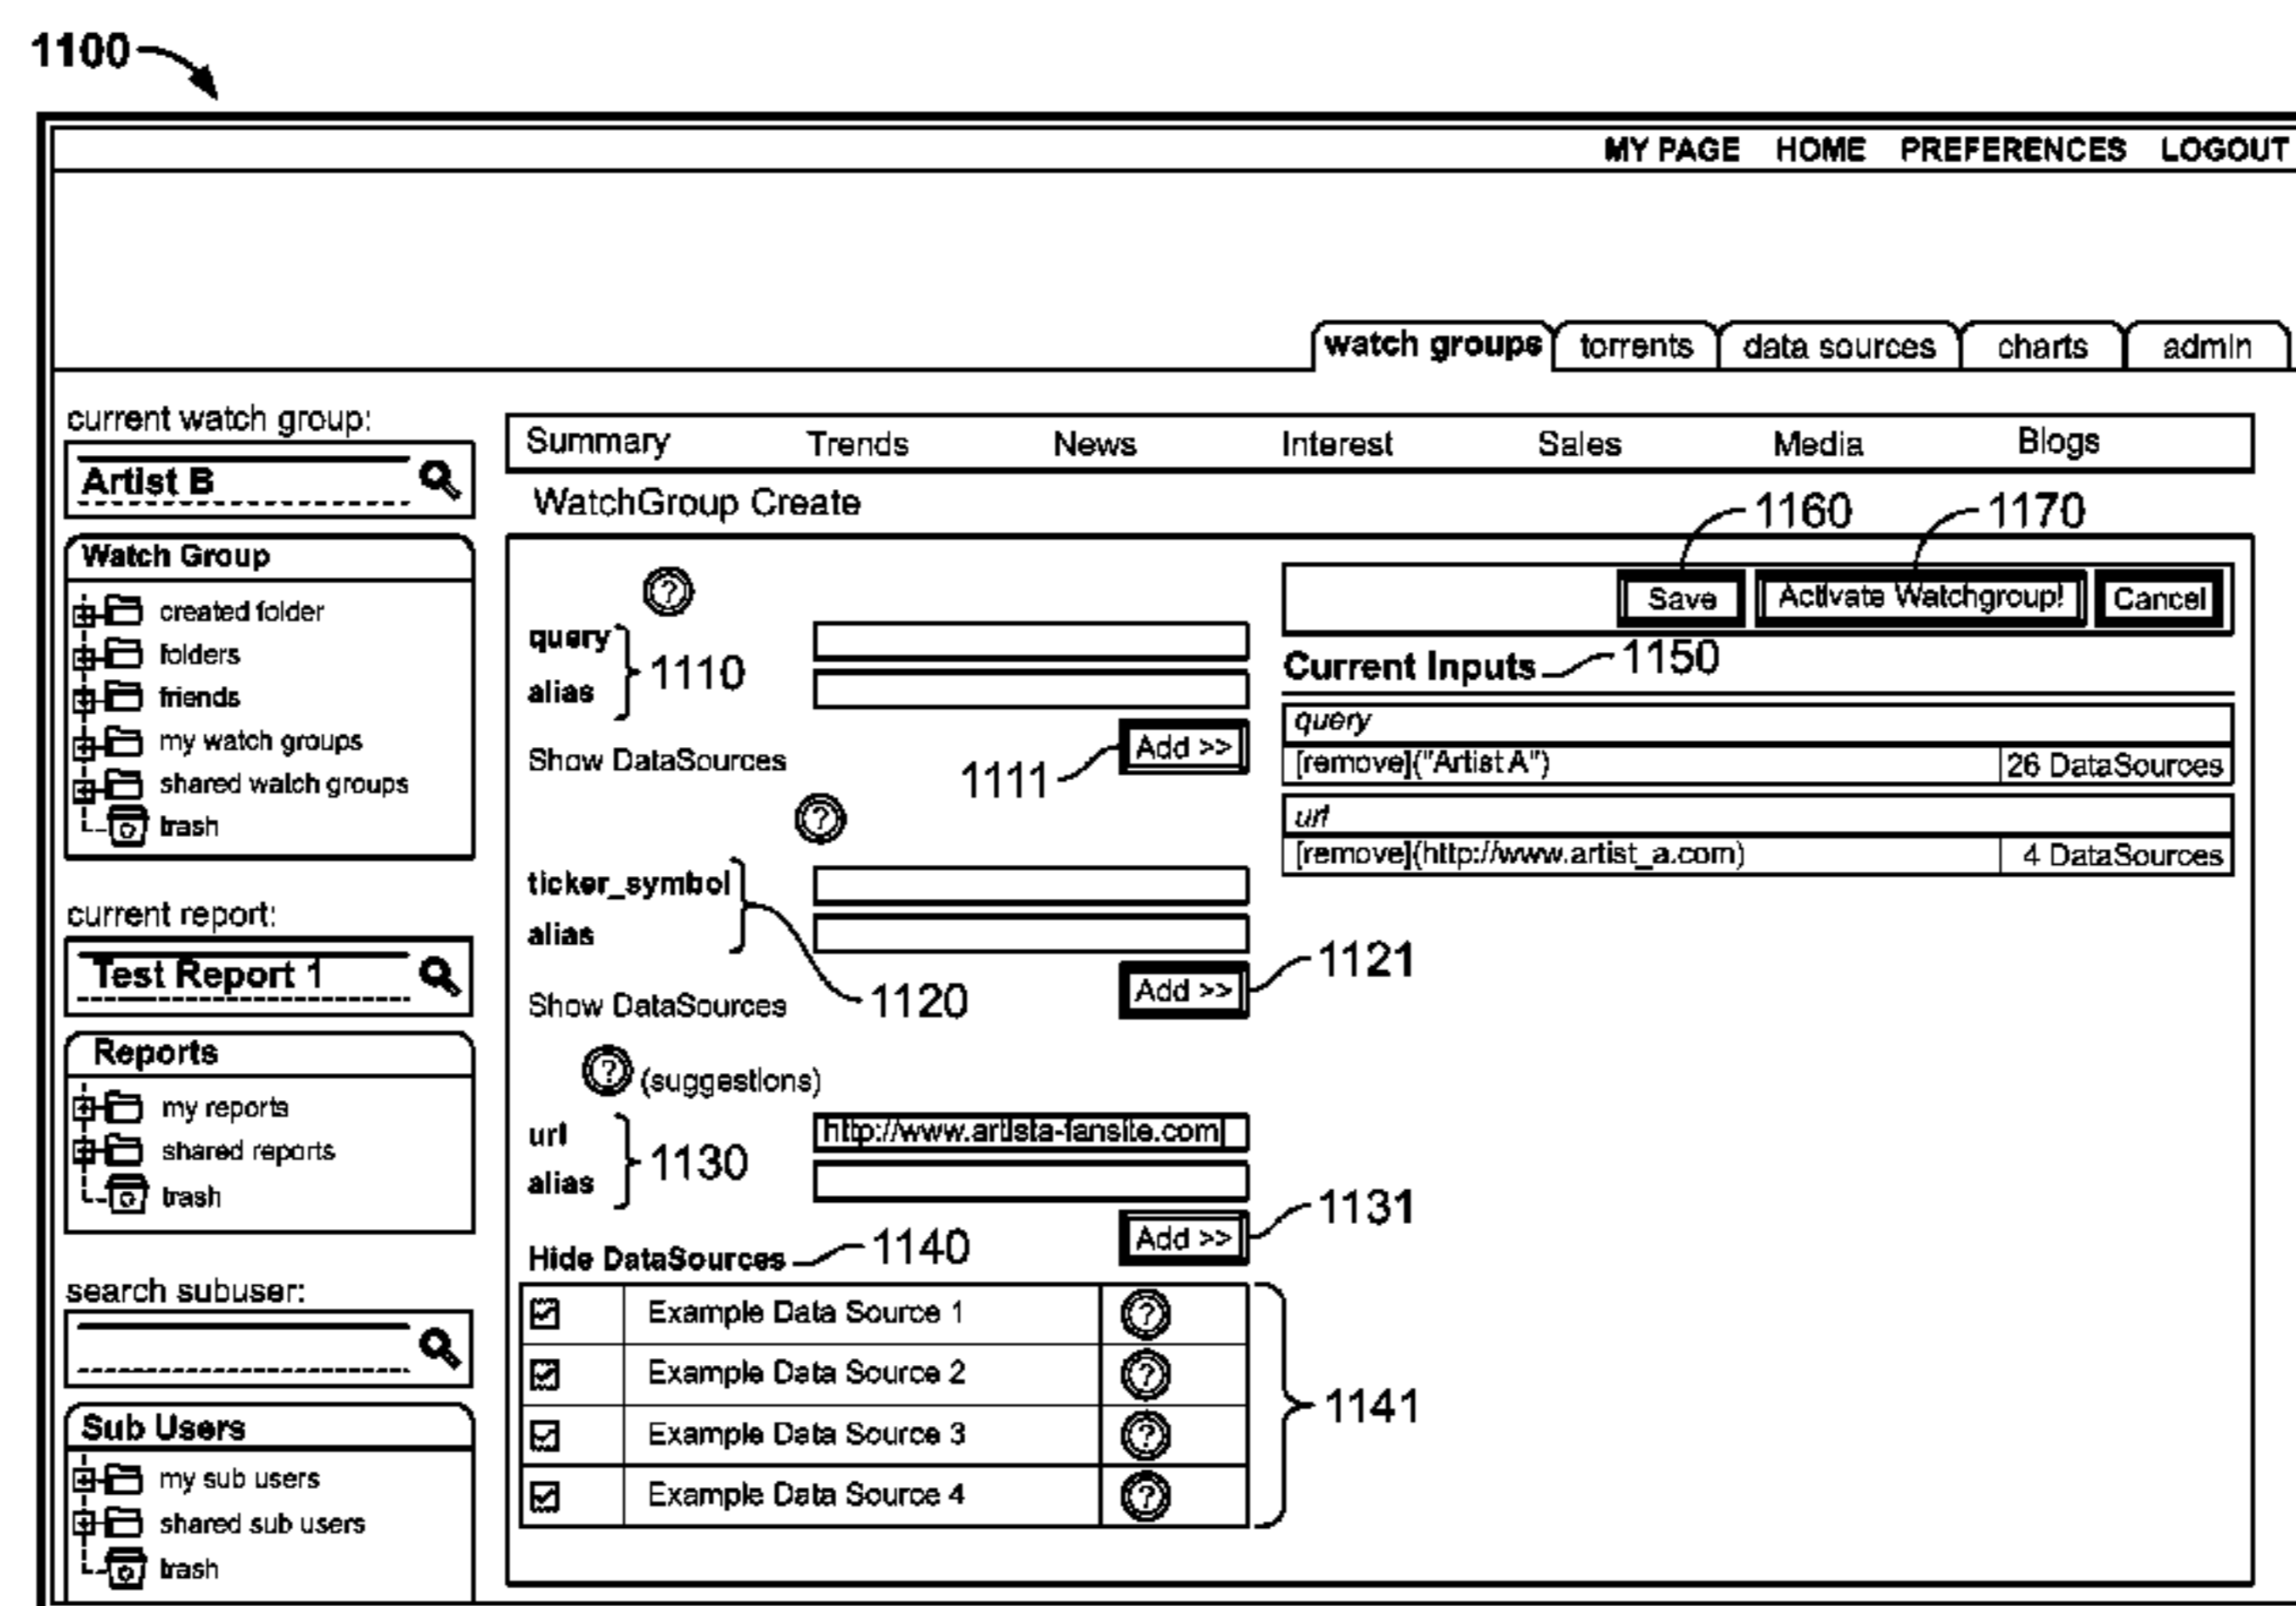 1100
MY PAGE HOME PREFERENCES LOGOUT
watch groups torrents data sources charts admin
current watch group:
Artist B
Watch Group
created folder
folders
friends
my watch groups
shared watch groups
trash
current report:
Test Report 1
Reports
my reports
shared reports
trash
search subuser:
Sub Users
my sub users
shared sub users
trash
Summary Trends News Interest Sales Media Blogs
WatchGroup Create
?
query
alias
1110
Show DataSources
Add >>
1111
?
ticker_symbol
alias
1120
Show DataSources
Add >>
1121
? (suggestions)
url http://www.artista-fansite.com
alias
1130
Add >>
1131
Hide DataSources 1140
Example Data Source 1 ?
Example Data Source 2 ?
Example Data Source 3 ?
Example Data Source 4 ?
1141
1160 1170
Save Activate Watchgroup! Cancel
Current Inputs 1150
query
[remove]("Artist A") 26 DataSources
url
[remove](http://www.artist_a.com) 4 DataSources